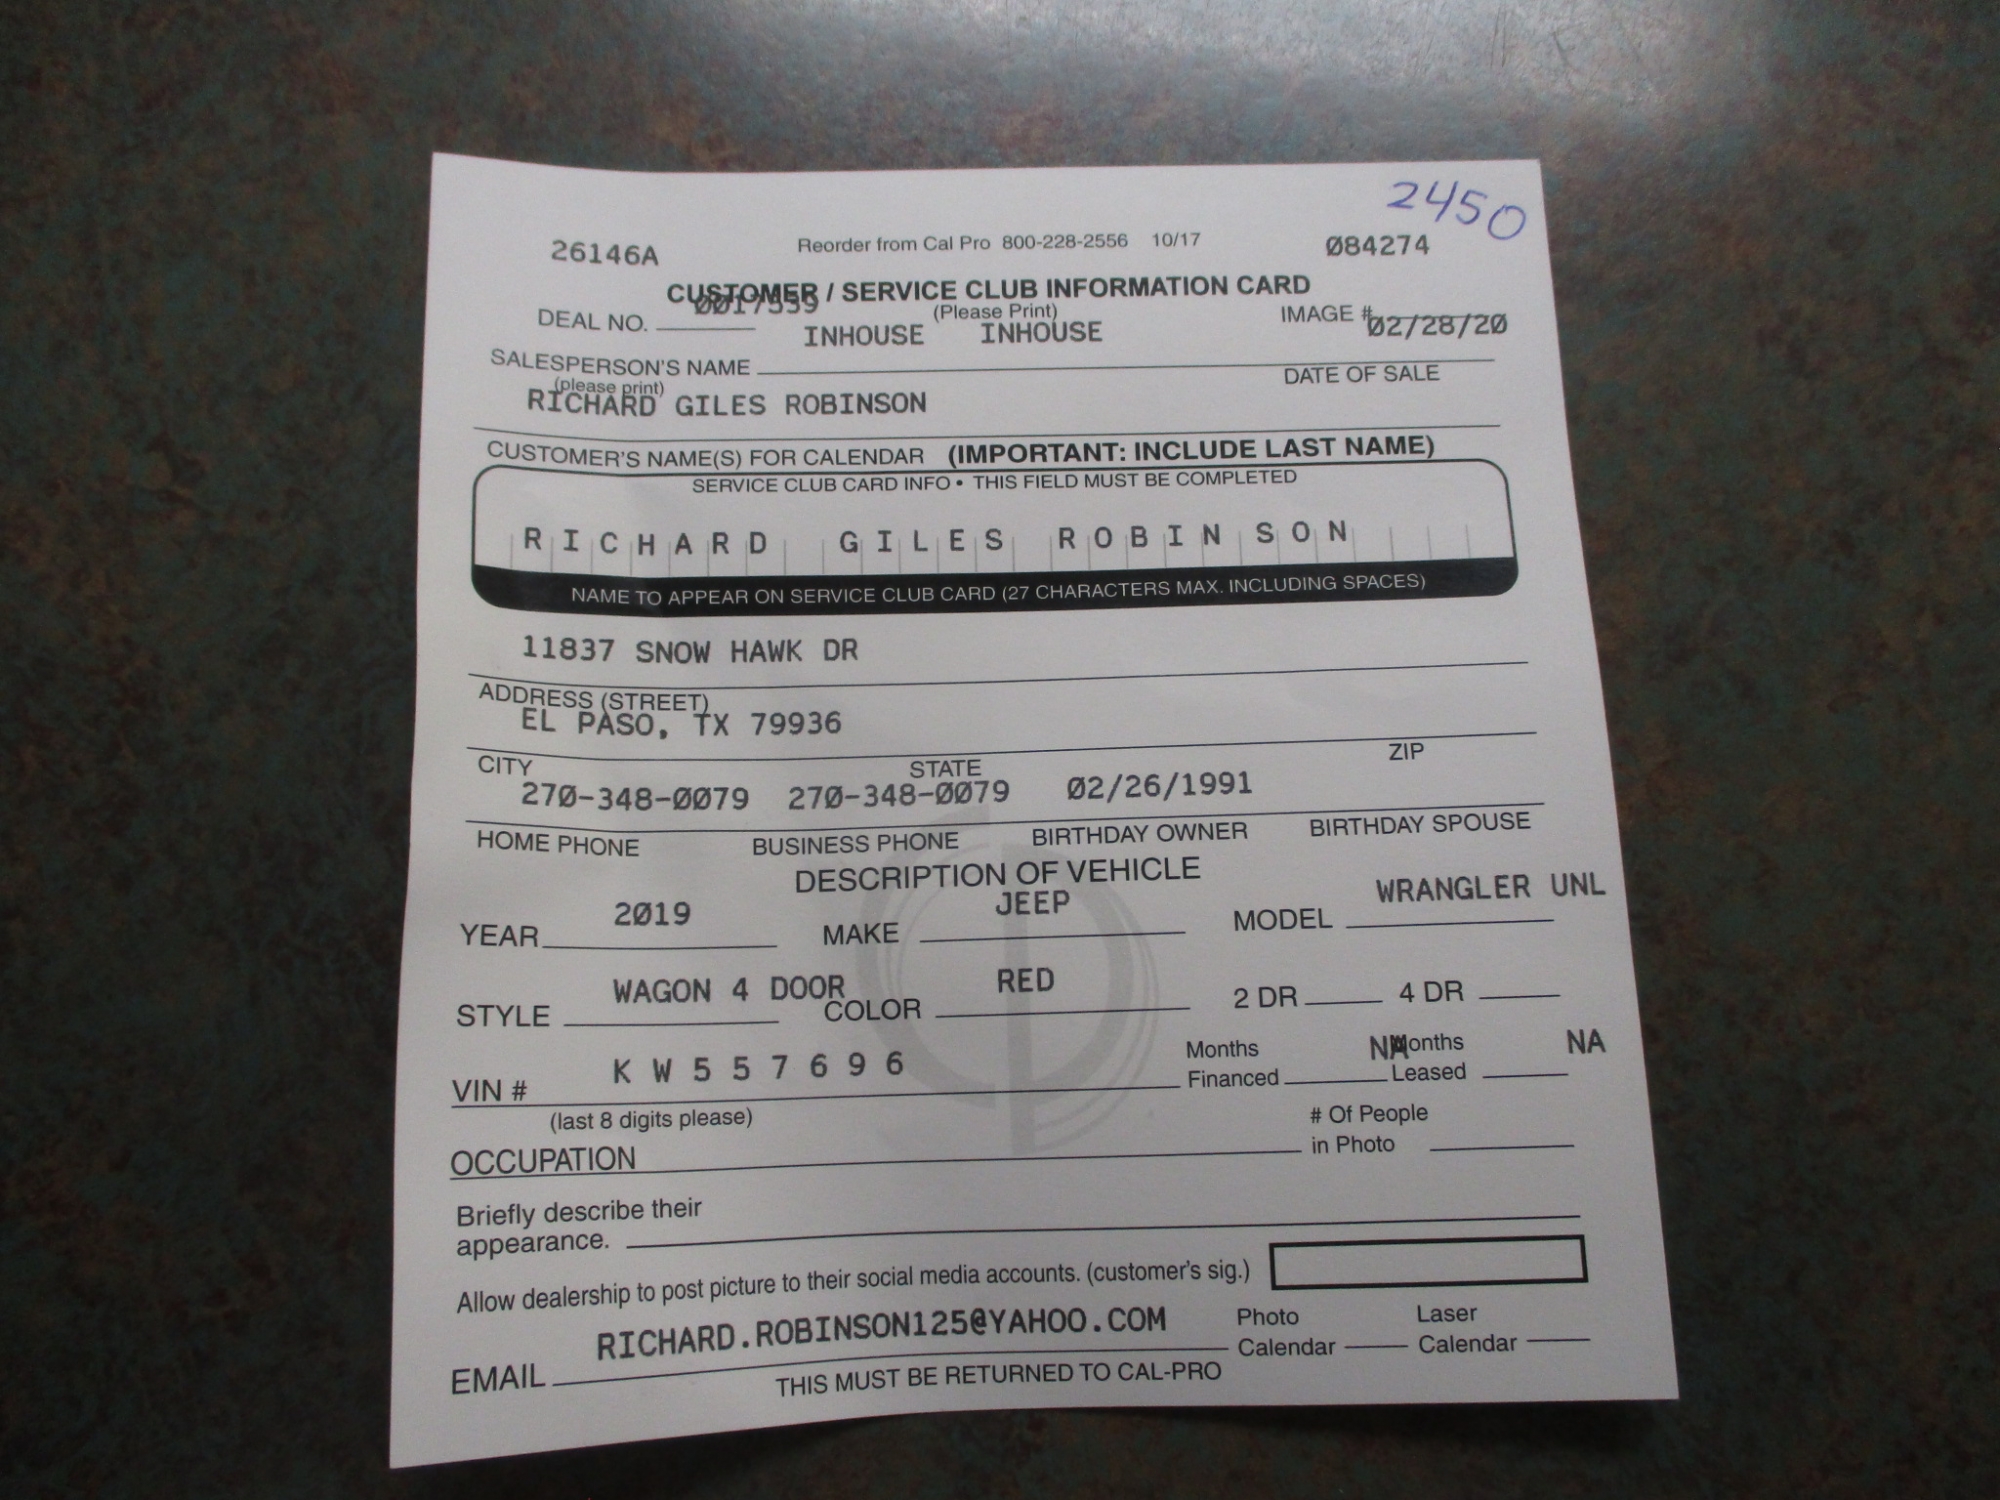 2450
26146A Reorder from Cal Pro 800-228-2556 10/17 Ø84274
CUSTOMER / SERVICE CLUB INFORMATION CARD
DEAL NO. ØØ17539 (Please Print) IMAGE #
INHOUSE INHOUSE Ø2/28/2Ø
SALESPERSON'S NAME DATE OF SALE
(please print)
RICHARD GILES ROBINSON
CUSTOMER'S NAME(S) FOR CALENDAR (IMPORTANT: INCLUDE LAST NAME)
SERVICE CLUB CARD INFO • THIS FIELD MUST BE COMPLETED
RICHARD GILES ROBINSON
NAME TO APPEAR ON SERVICE CLUB CARD (27 CHARACTERS MAX. INCLUDING SPACES)
11837 SNOW HAWK DR
ADDRESS (STREET)
EL PASO, TX 79936
CITY STATE ZIP
27Ø-348-ØØ79 27Ø-348-ØØ79 Ø2/26/1991
HOME PHONE BUSINESS PHONE BIRTHDAY OWNER BIRTHDAY SPOUSE
DESCRIPTION OF VEHICLE
YEAR 2Ø19 MAKE JEEP MODEL WRANGLER UNL
STYLE WAGON 4 DOOR COLOR RED 2 DR 4 DR
VIN # K W 5 5 7 6 9 6 Months Financed NA Months Leased NA
(last 8 digits please)
OCCUPATION # Of People in Photo
Briefly describe their
appearance.
Allow dealership to post picture to their social media accounts. (customer's sig.)
EMAIL RICHARD.ROBINSON125@YAHOO.COM Photo Calendar Laser Calendar
THIS MUST BE RETURNED TO CAL-PRO